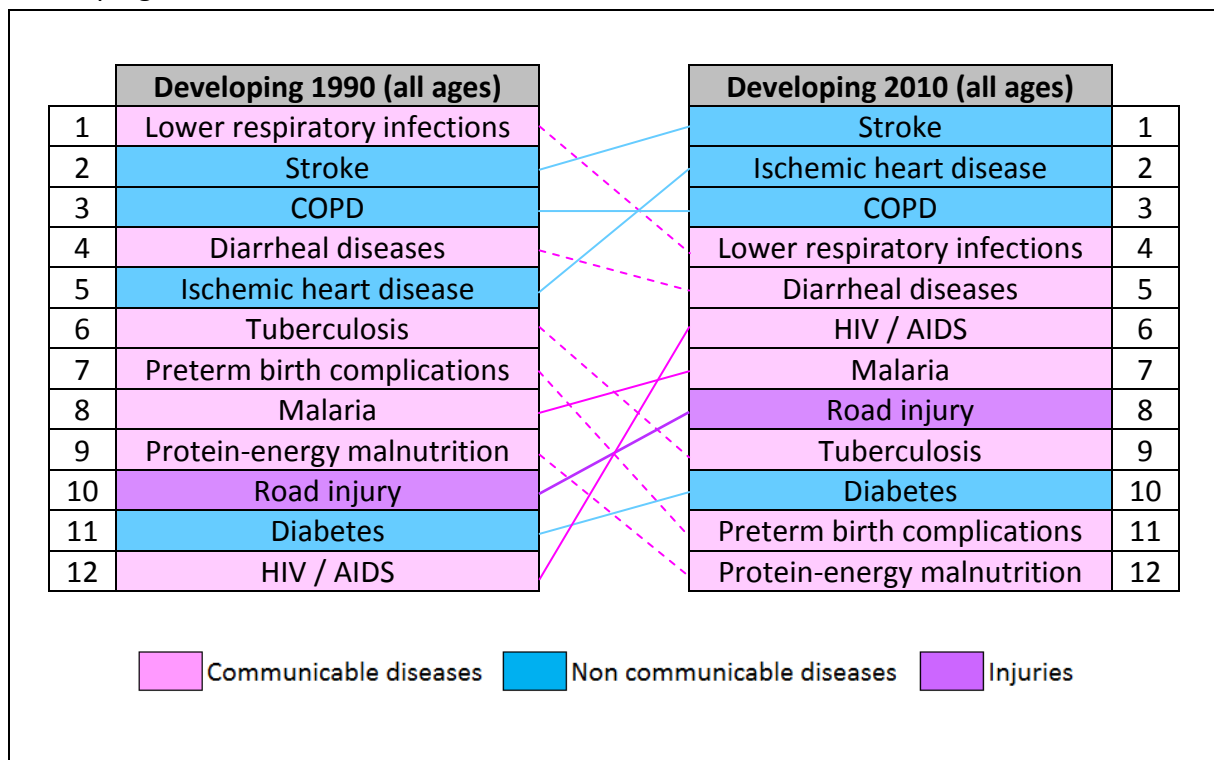 Developing 1990 (all ages) Developing 2010 (all ages)
1 Lower respiratory infections Stroke 1
2 Stroke Ischemic heart disease 2
3 COPD COPD 3
4 Diarrheal diseases Lower respiratory infections 4
5 Ischemic heart disease Diarrheal diseases 5
6 Tuberculosis HIV / AIDS 6
7 Preterm birth complications Malaria 7
8 Malaria Road injury 8
9 Protein-energy malnutrition Tuberculosis 9
10 Road injury Diabetes 10
11 Diabetes Preterm birth complications 11
12 HIV / AIDS Protein-energy malnutrition 12
Communicable diseases Non communicable diseases Injuries